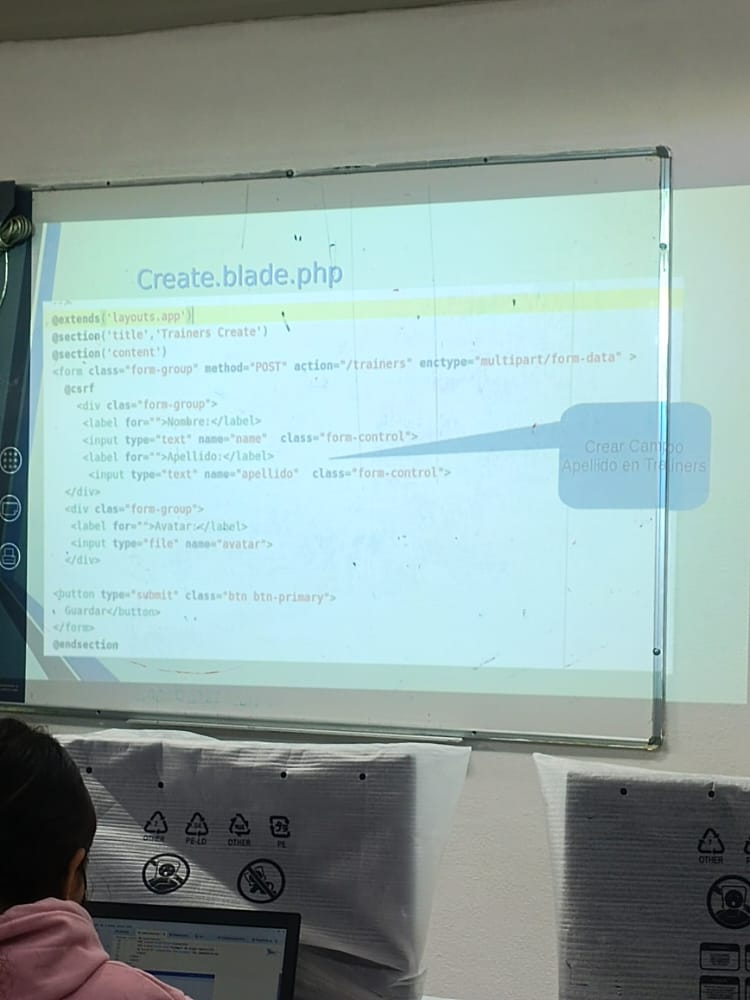 Create.blade.php
@extends('layouts.app')
@section('title','Trainers Create')
@section('content')
<form class="form-group" method="POST" action="/trainers" enctype="multipart/form-data" >
@csrf
<div clas="form-group">
<label for="">Nombre:</label>
<input type="text" name="name" class="form-control">
<label for="">Apellido:</label>
<input type="text" name="apellido" class="form-control">
</div>
<div clas="form-group">
<label for="">Avatar:</label>
<input type="file" name="avatar">
</div>
<button type="submit" class="btn btn-primary">
Guardar</button>
</form>
@endsection
Crear Campo
Apellido en Trainers
OTHER
PE-LD
OTHER
PE
OTHER